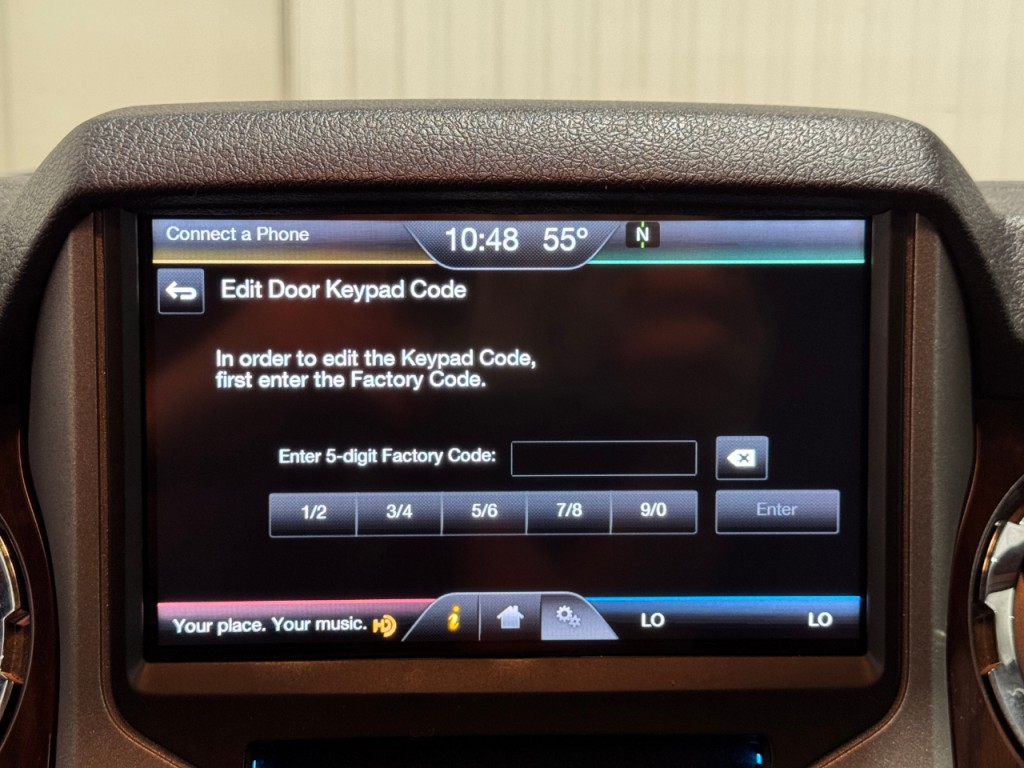 Connect a Phone
10:48 55°
N
Edit Door Keypad Code
In order to edit the Keypad Code,
first enter the Factory Code.
Enter 5-digit Factory Code:
1/2 3/4 5/6 7/8 9/0 Enter
Your place. Your music. HD
i
LO LO